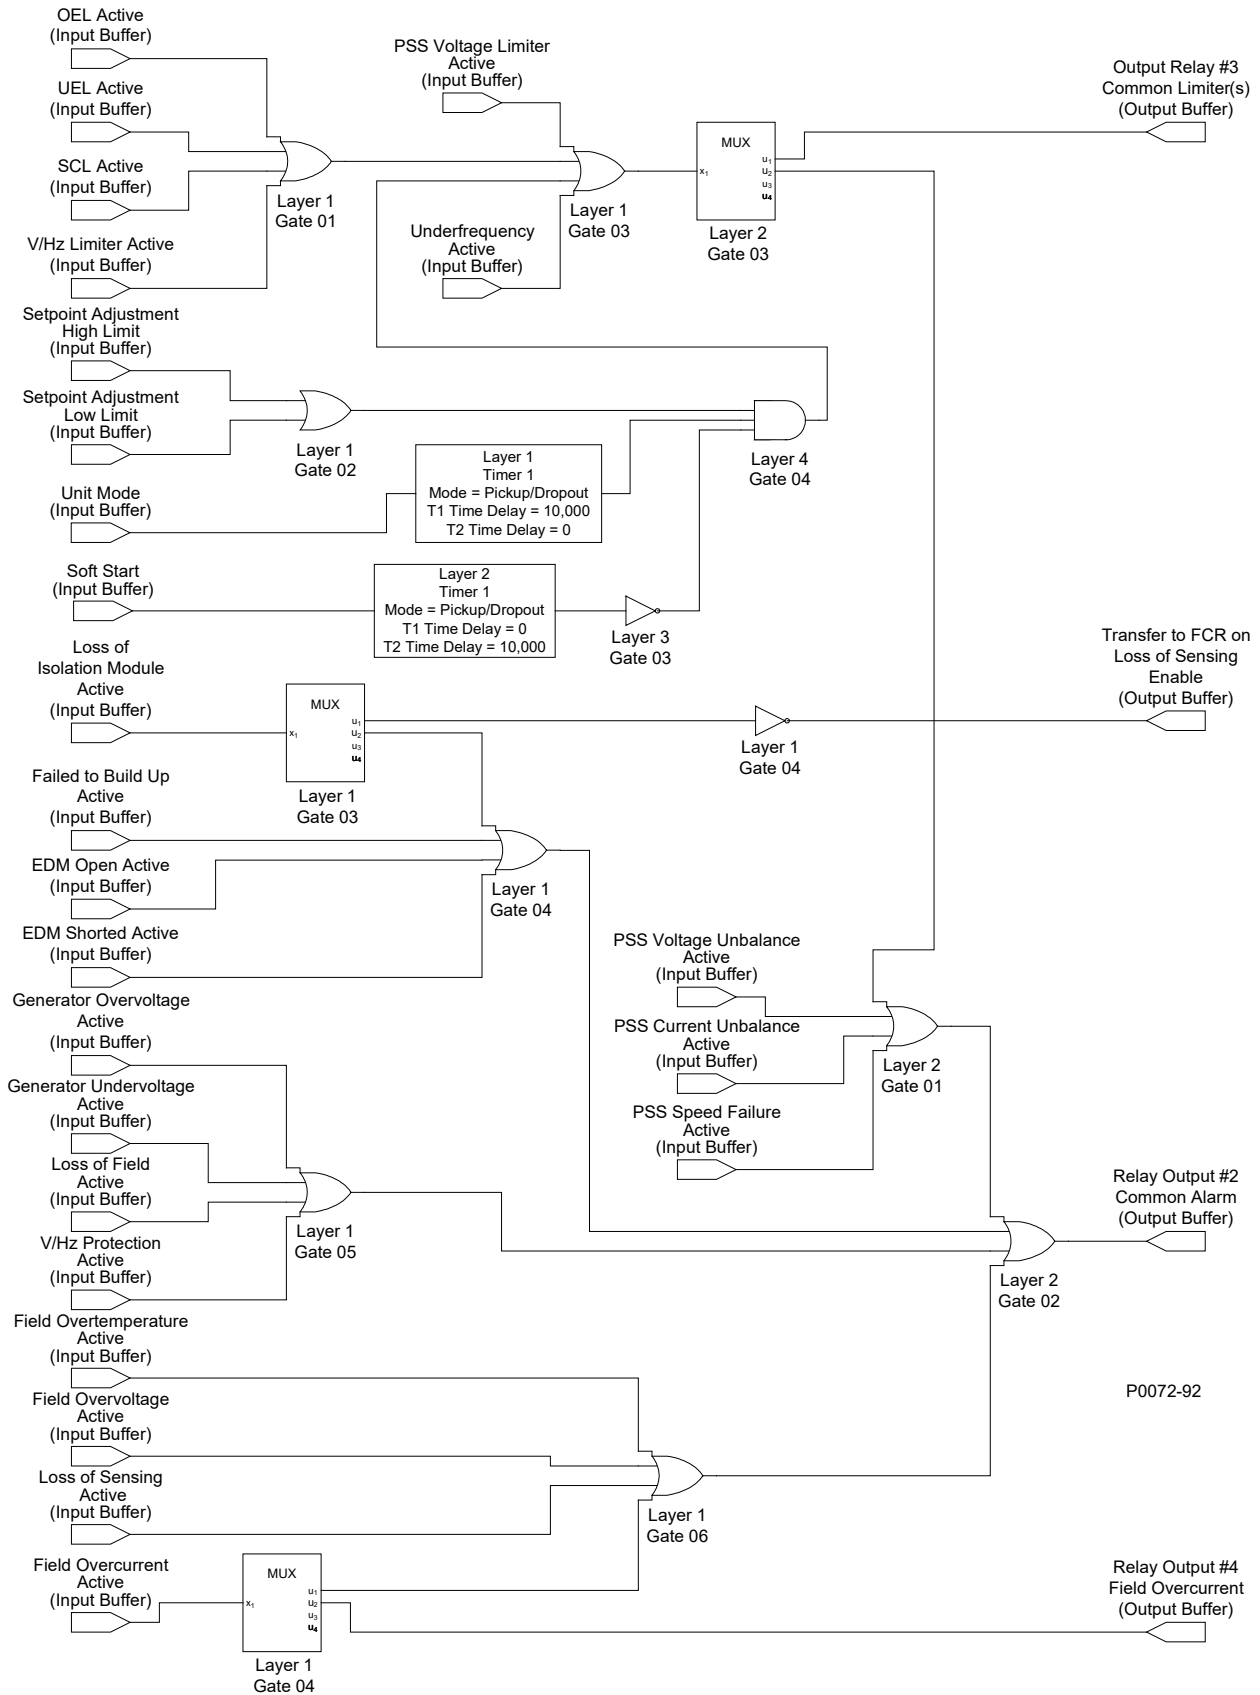 OEL Active
(Input Buffer)
UEL Active
(Input Buffer)
SCL Active
(Input Buffer)
V/Hz Limiter Active
(Input Buffer)
Layer 1
Gate 01
PSS Voltage Limiter
Active
(Input Buffer)
Underfrequency
Active
(Input Buffer)
Layer 1
Gate 03
MUX
x1
u1
u2
u3
u4
Layer 2
Gate 03
Output Relay #3
Common Limiter(s)
(Output Buffer)
Setpoint Adjustment
High Limit
(Input Buffer)
Setpoint Adjustment
Low Limit
(Input Buffer)
Layer 1
Gate 02
Layer 4
Gate 04
Unit Mode
(Input Buffer)
Layer 1
Timer 1
Mode = Pickup/Dropout
T1 Time Delay = 10,000
T2 Time Delay = 0
Soft Start
(Input Buffer)
Layer 2
Timer 1
Mode = Pickup/Dropout
T1 Time Delay = 0
T2 Time Delay = 10,000
Layer 3
Gate 03
Loss of
Isolation Module
Active
(Input Buffer)
MUX
x1
u1
u2
u3
u4
Layer 1
Gate 03
Layer 1
Gate 04
Transfer to FCR on
Loss of Sensing
Enable
(Output Buffer)
Failed to Build Up
Active
(Input Buffer)
EDM Open Active
(Input Buffer)
EDM Shorted Active
(Input Buffer)
Layer 1
Gate 04
PSS Voltage Unbalance
Active
(Input Buffer)
PSS Current Unbalance
Active
(Input Buffer)
PSS Speed Failure
Active
(Input Buffer)
Layer 2
Gate 01
Generator Overvoltage
Active
(Input Buffer)
Generator Undervoltage
Active
(Input Buffer)
Loss of Field
Active
(Input Buffer)
V/Hz Protection
Active
(Input Buffer)
Layer 1
Gate 05
Relay Output #2
Common Alarm
(Output Buffer)
Layer 2
Gate 02
Field Overtemperature
Active
(Input Buffer)
Field Overvoltage
Active
(Input Buffer)
Loss of Sensing
Active
(Input Buffer)
Layer 1
Gate 06
P0072-92
Field Overcurrent
Active
(Input Buffer)
MUX
x1
u1
u2
u3
u4
Layer 1
Gate 04
Relay Output #4
Field Overcurrent
(Output Buffer)